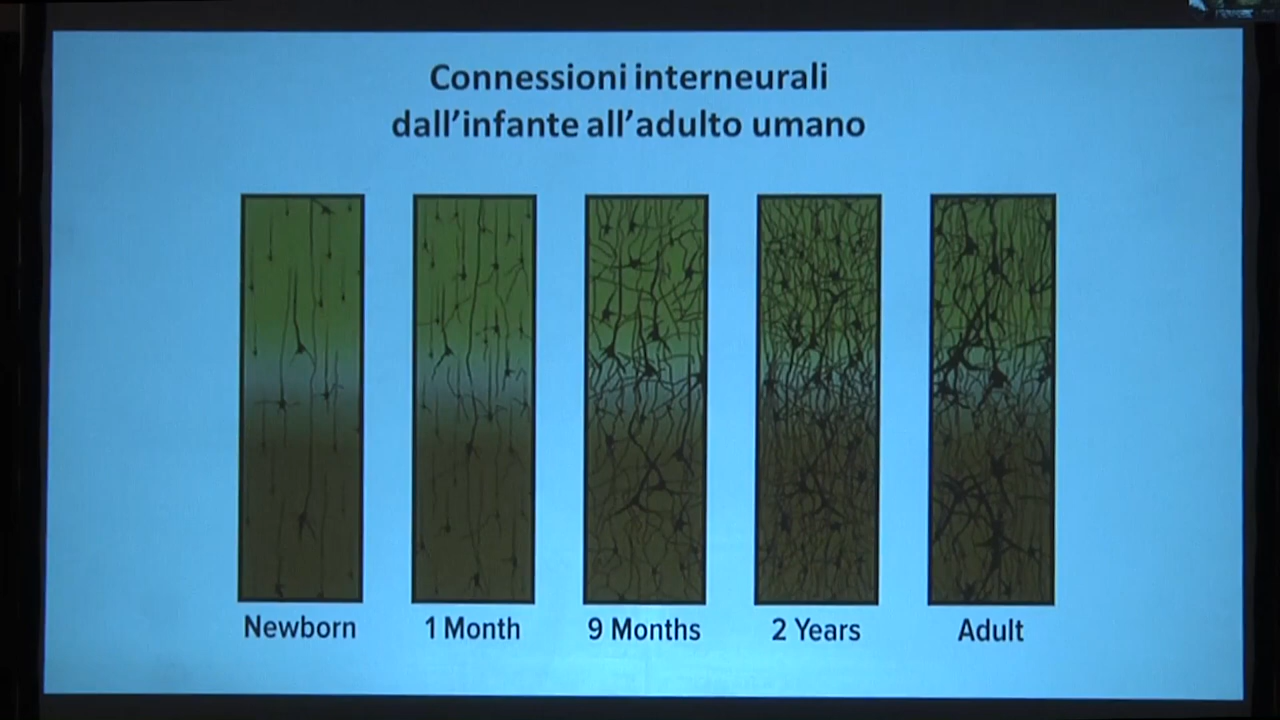 Connessioni interneurali
dall’infante all’adulto umano
Newborn
1 Month
9 Months
2 Years
Adult